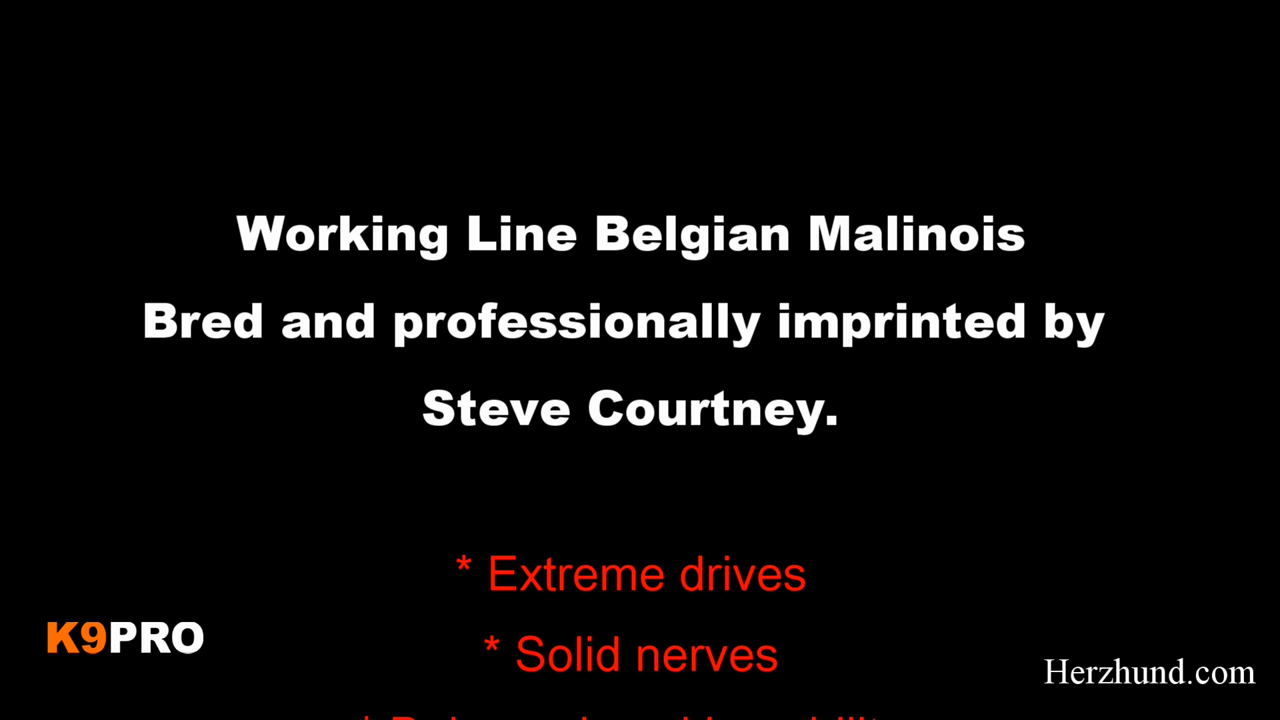 Working Line Belgian Malinois
Bred and professionally imprinted by
Steve Courtney.
* Extreme drives
* Solid nerves
K9PRO
Herzhund.com